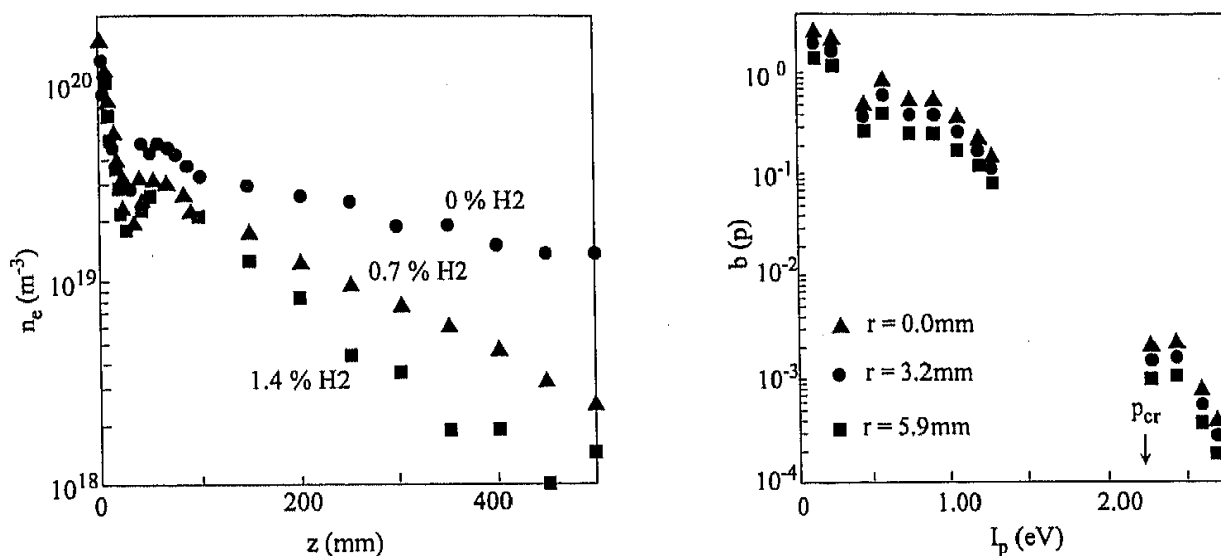 10^20
0 % H2
0.7 % H2
10^19
n_e (m^-3)
1.4 % H2
10^18
0
200
400
z (mm)
10^0
10^-1
b (p)
10^-2
▲ r = 0.0mm
● r = 3.2mm
10^-3
p_cr
■ r = 5.9mm
10^-4
0
1.00
2.00
I_p (eV)